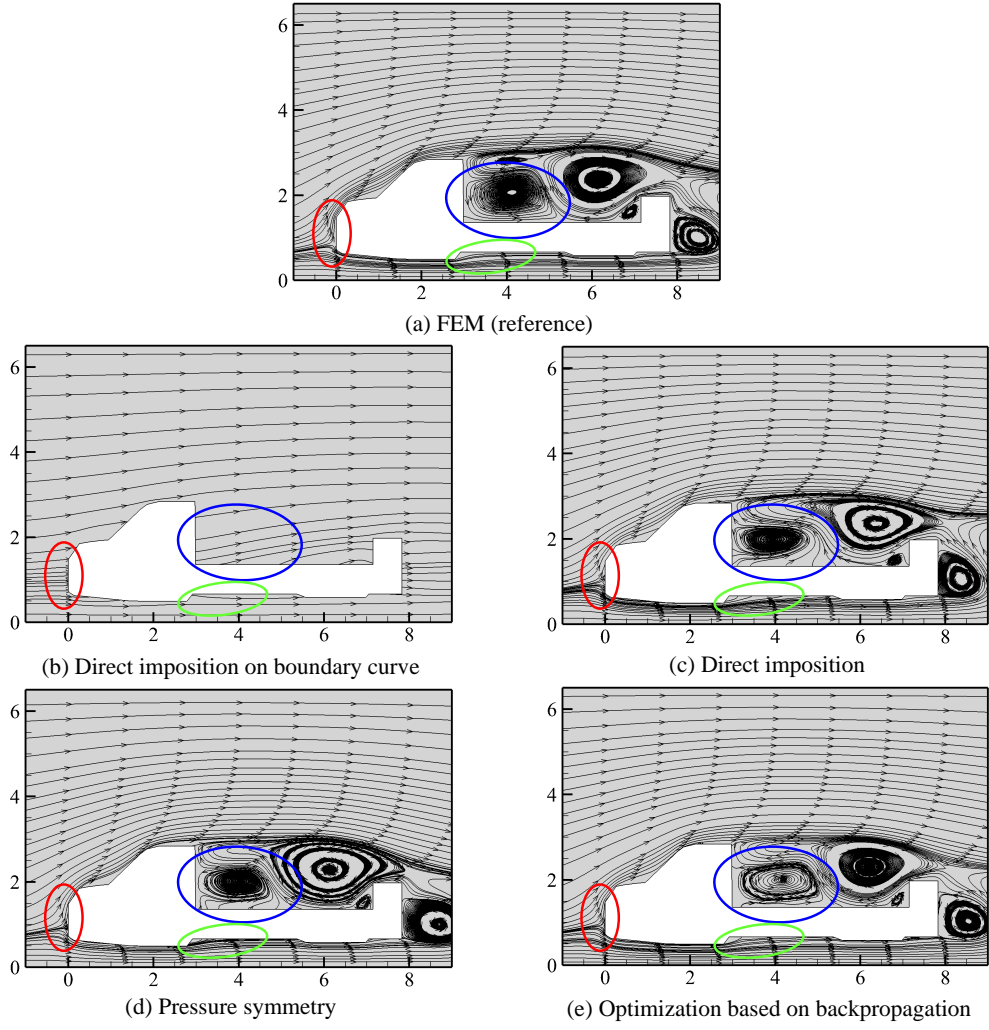 6
4
2
0
0 2 4 6 8
(a) FEM (reference)
6
4
2
0
0 2 4 6 8
(b) Direct imposition on boundary curve
6
4
2
0
0 2 4 6 8
(c) Direct imposition
6
4
2
0
0 2 4 6 8
(d) Pressure symmetry
6
4
2
0
0 2 4 6 8
(e) Optimization based on backpropagation